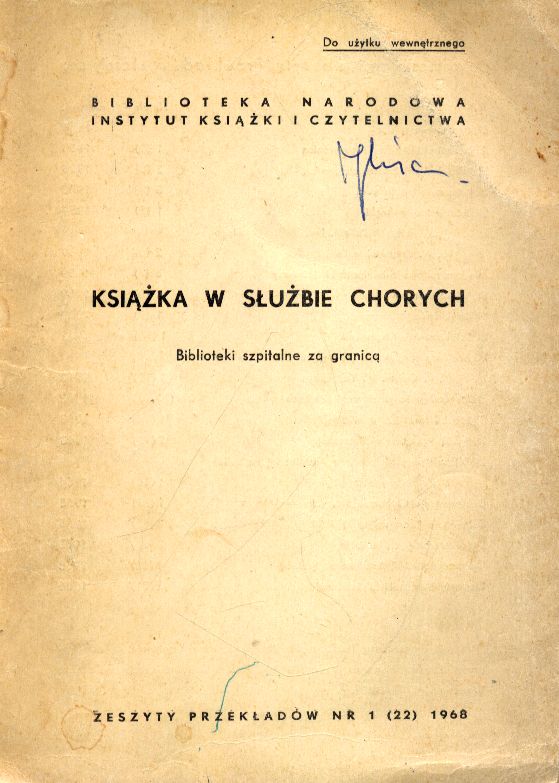 Do użytku wewnętrznego
BIBLIOTEKA NARODOWA
INSTYTUT KSIĄŻKI I CZYTELNICTWA
KSIĄŻKA W SŁUŻBIE CHORYCH
Biblioteki szpitalne za granicą
ZESZYTY PRZEKŁADÓW NR 1 (22) 1968